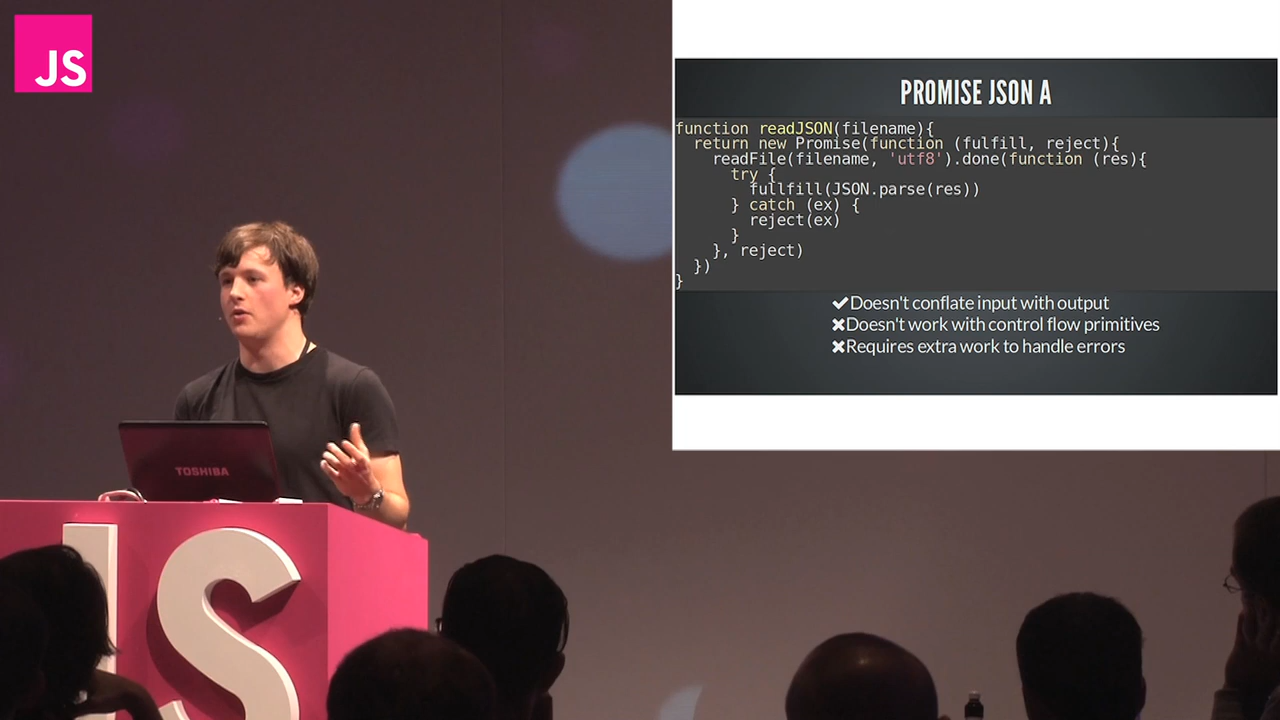 JS
PROMISE JSON A
function readJSON(filename){
  return new Promise(function (fulfill, reject){
    readFile(filename, 'utf8').done(function (res){
      try {
        fullfill(JSON.parse(res))
      } catch (ex) {
        reject(ex)
      }
    }, reject)
  })
}
✔Doesn't conflate input with output
✖Doesn't work with control flow primitives
✖Requires extra work to handle errors
TOSHIBA
JS